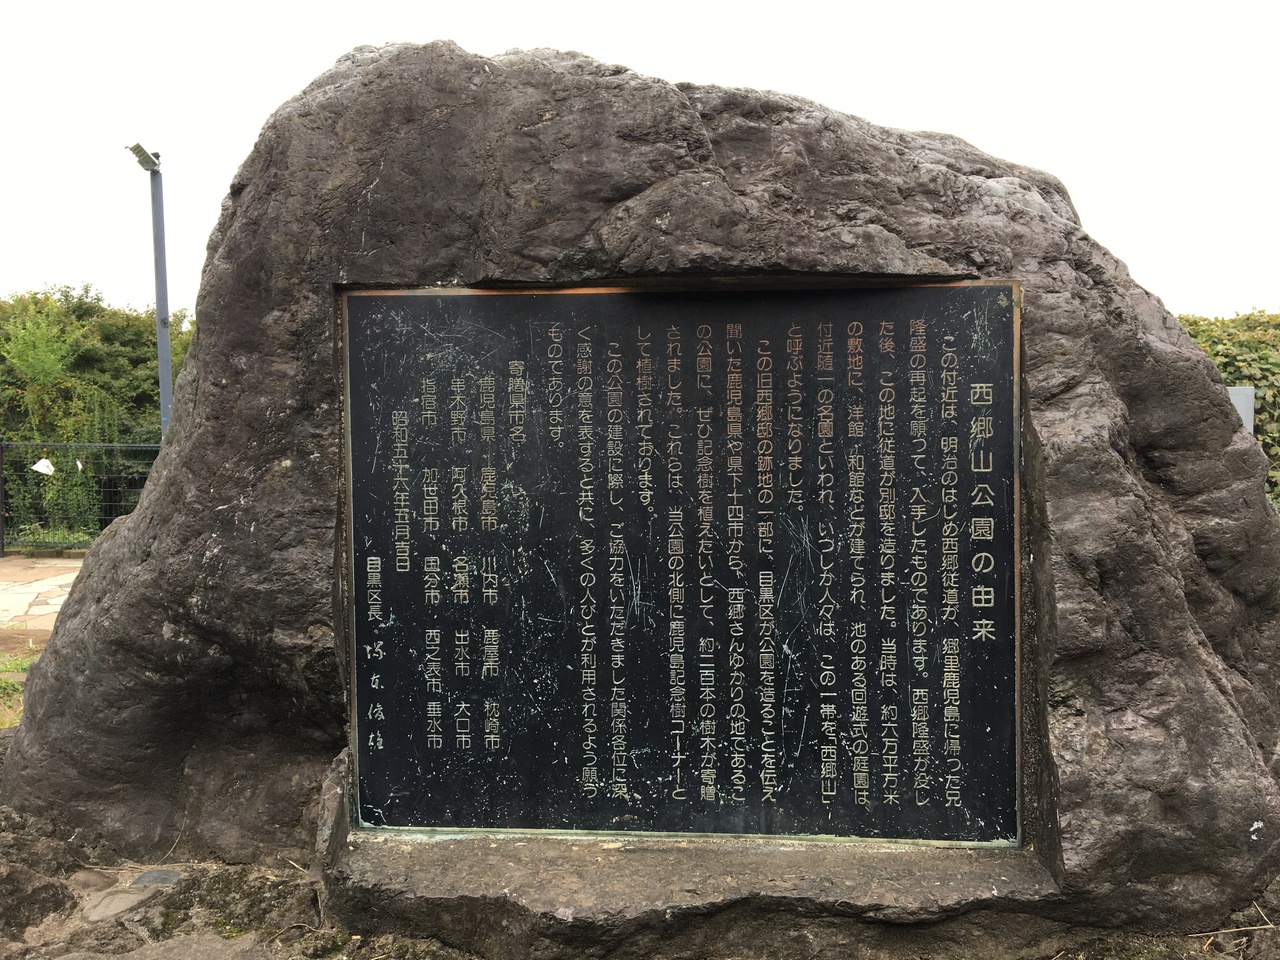 西郷山公園の由来
この付近は、明治のはじめ西郷従道が、郷里鹿児島に帰った兄
隆盛の再起を願って、入手したものであります。西郷隆盛が没し
た後、この地に従道が別邸を造りました。当時は、約六万平方米
の敷地に、洋館・和館などが建てられ、池のある回遊式の庭園は、
付近随一の名園といわれ、いつしか人々は、この一帯を「西郷山」
と呼ぶようになりました。
この旧西郷邸の跡地の一部に、目黒区が公園を造ることを伝え
聞いた鹿児島県や県下十四市から、西郷さんゆかりの地であるこ
の公園に、ぜひ記念樹を植えたいとして、約二百本の樹木が寄贈
されました。これらは、当公園の北側に鹿児島記念樹コーナーと
して植樹されております。
この公園の建設に際し、ご協力をいただきました関係各位に深
く感謝の意を表すると共に、多くの人びとが利用されるよう願う
ものであります。
寄贈県市名
鹿児島県 鹿児島市 川内市 鹿屋市 枕崎市
串木野市 阿久根市 名瀬市 出水市 大口市
指宿市 加世田市 国分市 西之表市 垂水市
昭和五十六年五月吉日
目黒区長 塚本俊雄